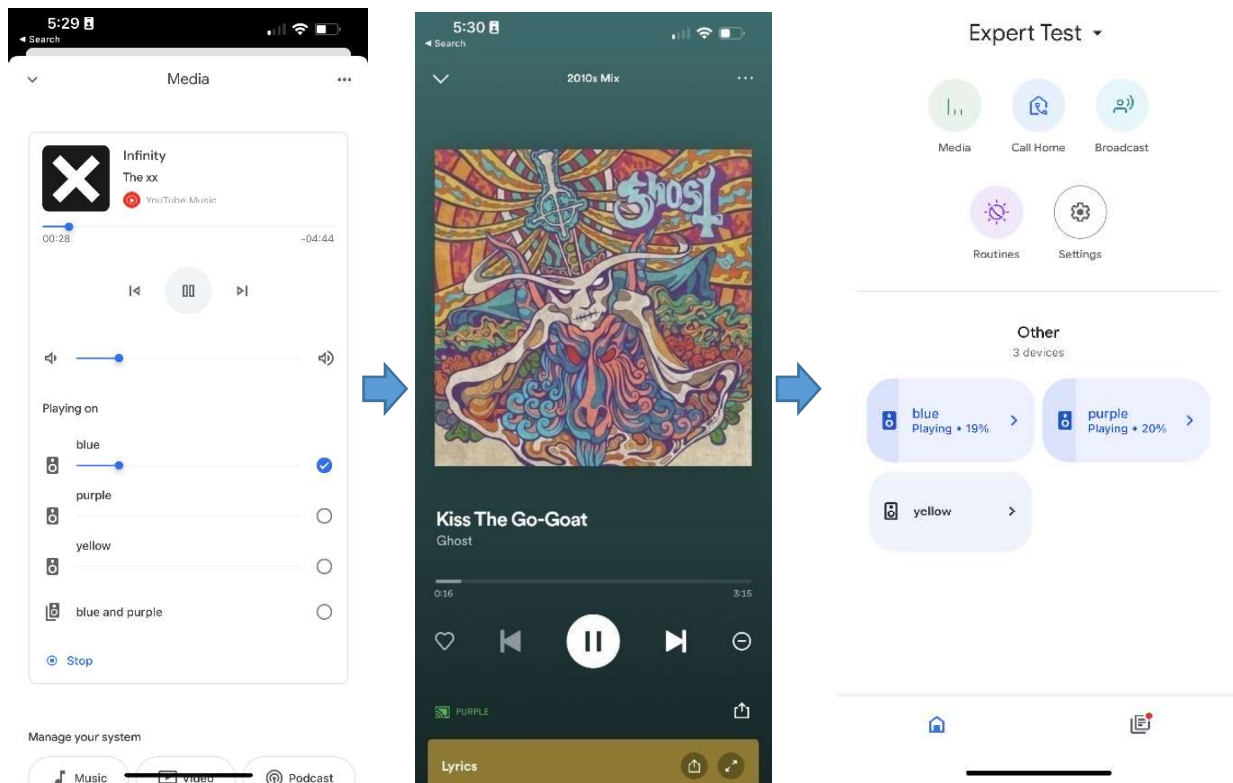 5:29
Search
Media
Infinity
The xx
YouTube Music
00:28
-04:44
Playing on
blue
purple
yellow
blue and purple
Stop
Manage your system
Music
Video
Podcast
5:30
Search
2010s Mix
Ghost
Kiss The Go-Goat
Ghost
0:16
3:15
PURPLE
Lyrics
Expert Test
Media
Call Home
Broadcast
Routines
Settings
Other
3 devices
blue
Playing • 19%
purple
Playing • 20%
yellow